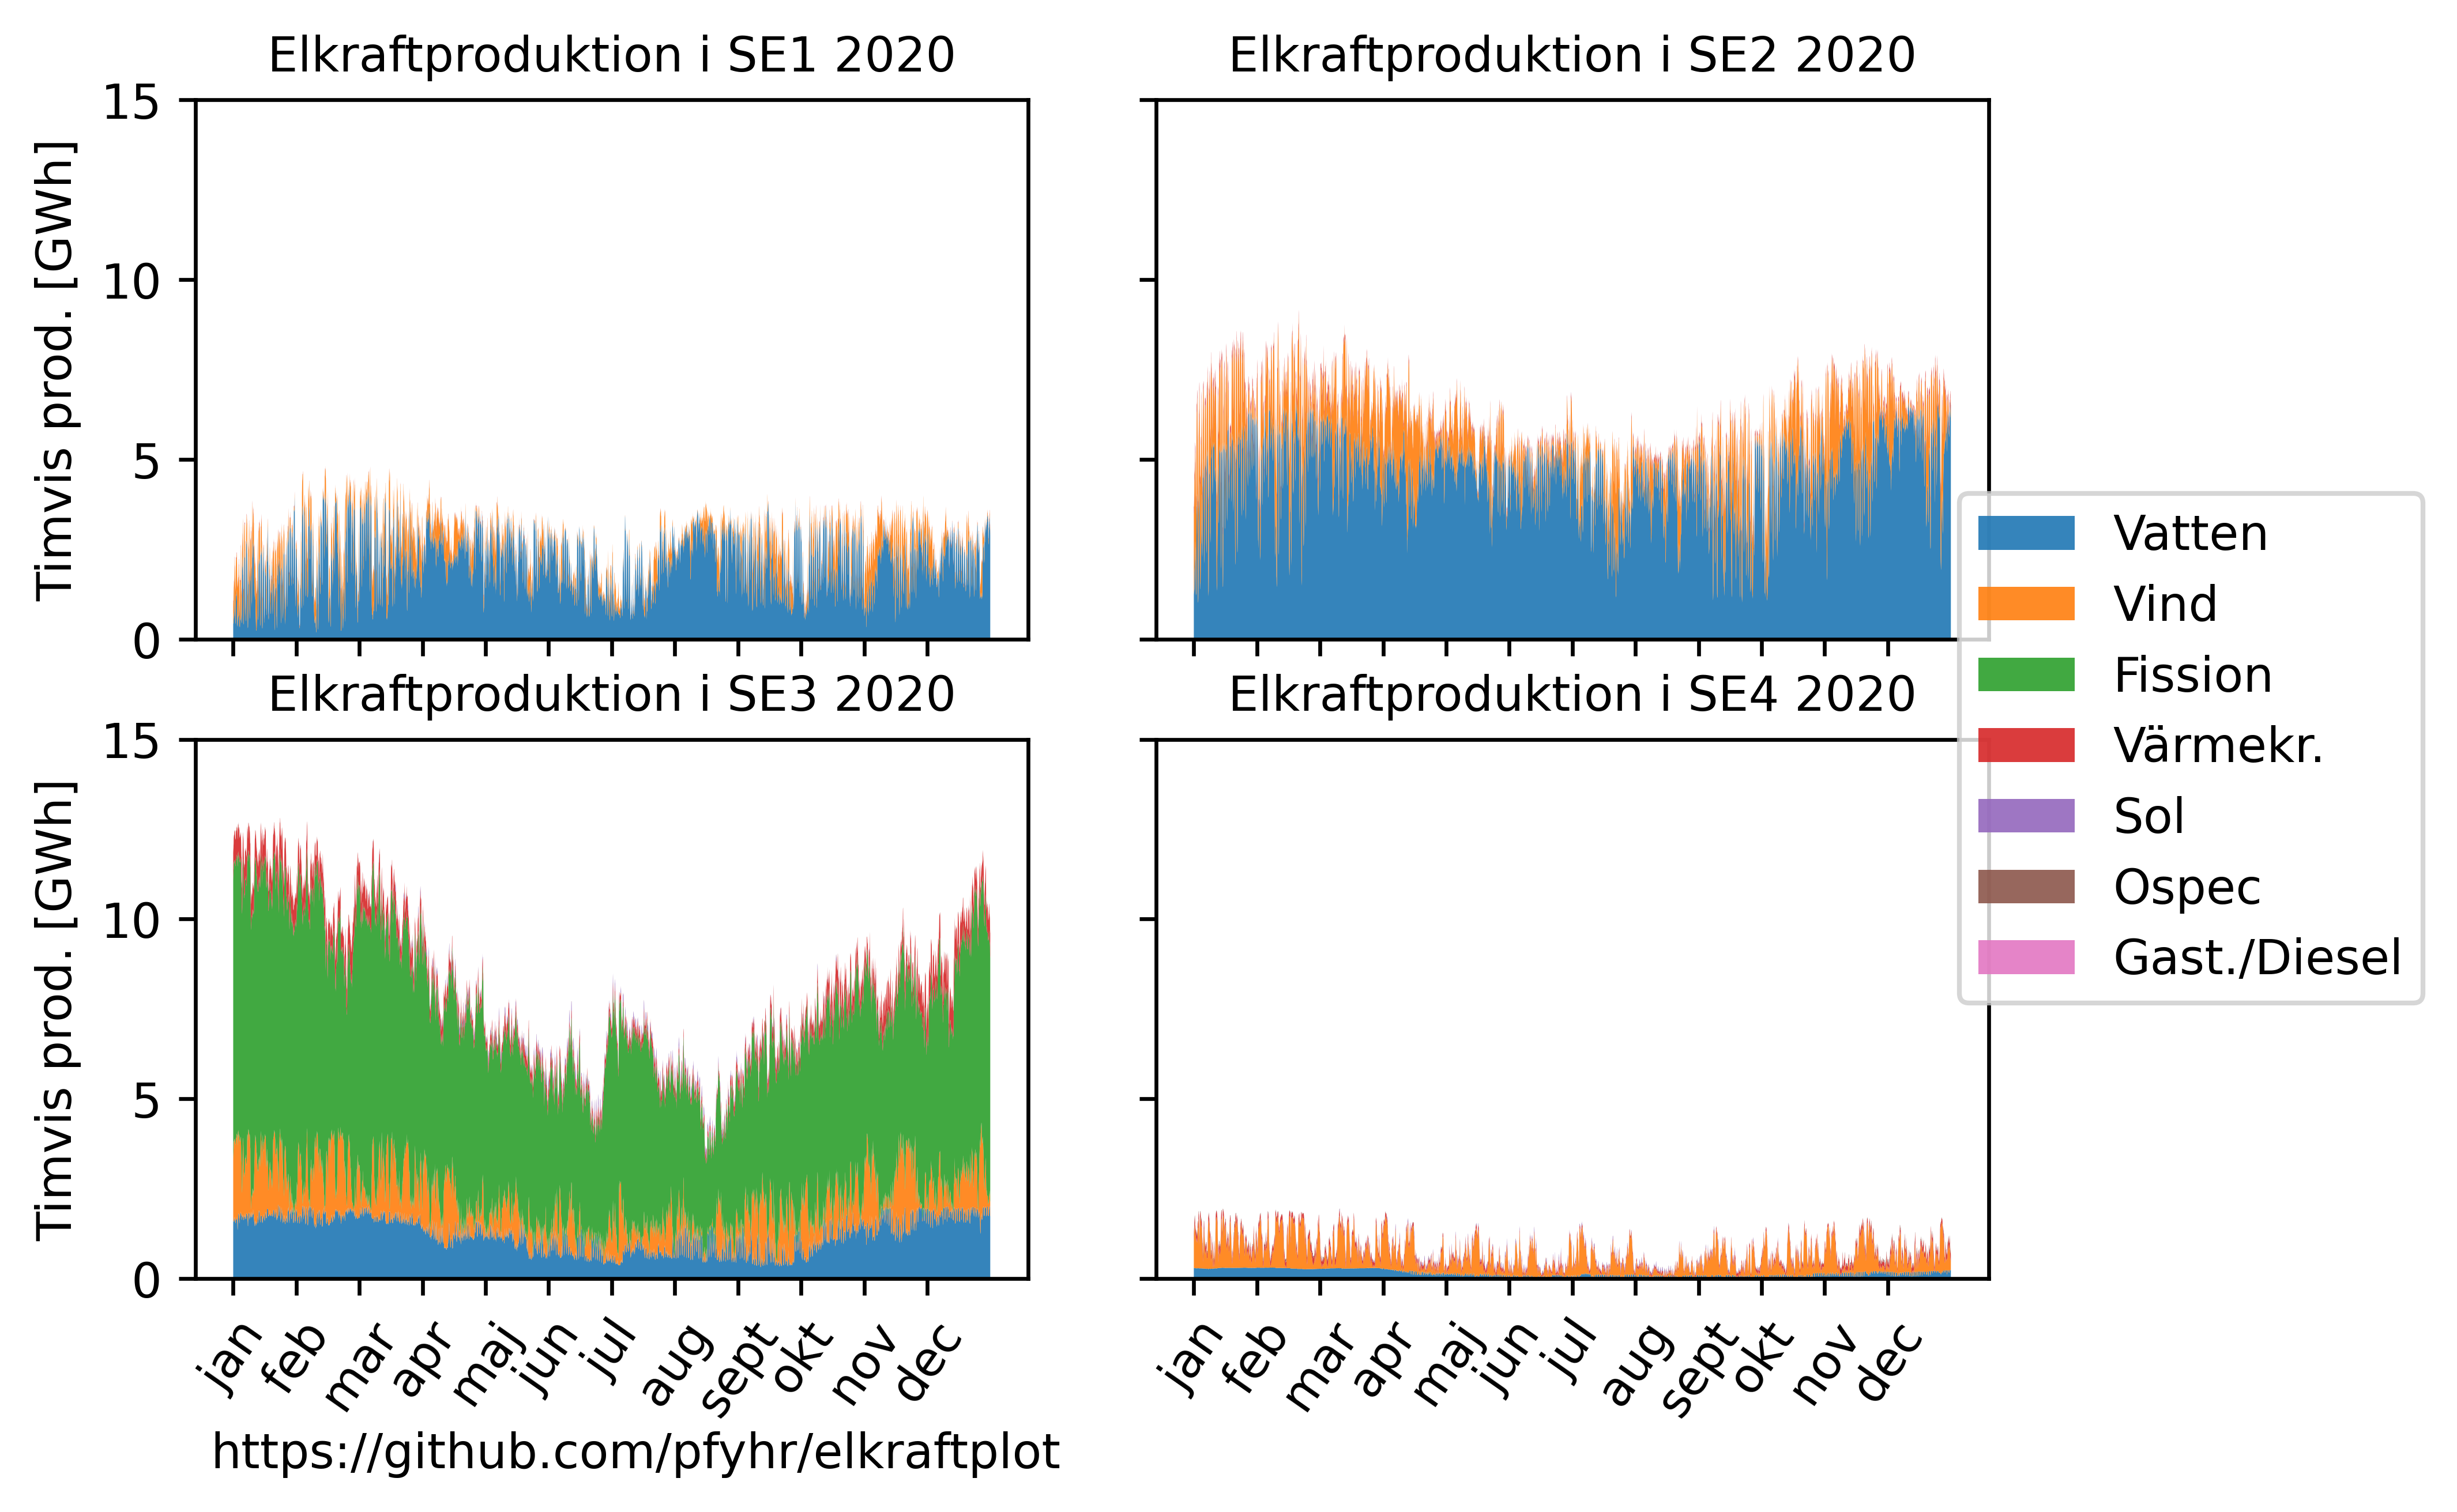 Elkraftproduktion i SE1 2020
Elkraftproduktion i SE2 2020
Timvis prod. [GWh]
15
10
5
0
Elkraftproduktion i SE3 2020
Elkraftproduktion i SE4 2020
Timvis prod. [GWh]
15
10
5
0
jan feb mar apr maj jun jul aug sept okt nov dec
jan feb mar apr maj jun jul aug sept okt nov dec
Vatten
Vind
Fission
Värmekr.
Sol
Ospec
Gast./Diesel
https://github.com/pfyhr/elkraftplot